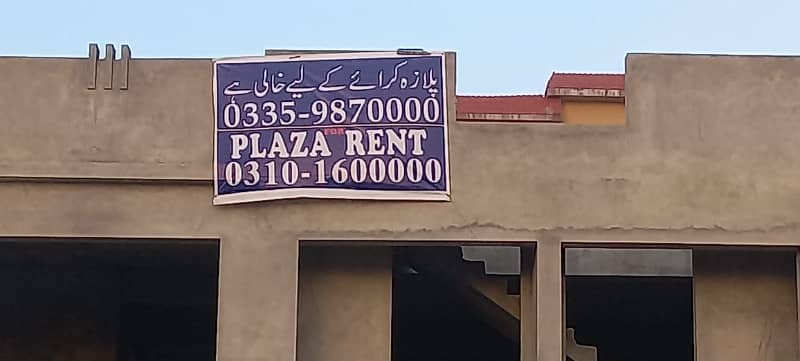 پلازہ کرائے کے لیے خالی ہے
0335-9870000
PLAZA FOR RENT
0310-1600000